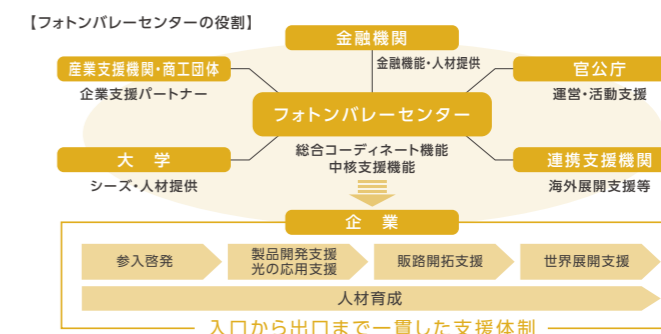 【フォトンバレーセンターの役割】
金融機関
金融機能・人材提供
産業支援機関・商工団体
企業支援パートナー
官公庁
運営・活動支援
フォトンバレーセンター
総合コーディネート機能
中核支援機能
大 学
シーズ・人材提供
連携支援機関
海外展開支援等
企 業
参入啓発
製品開発支援
光の応用支援
販路開拓支援
世界展開支援
人材育成
入口から出口まで一貫した支援体制